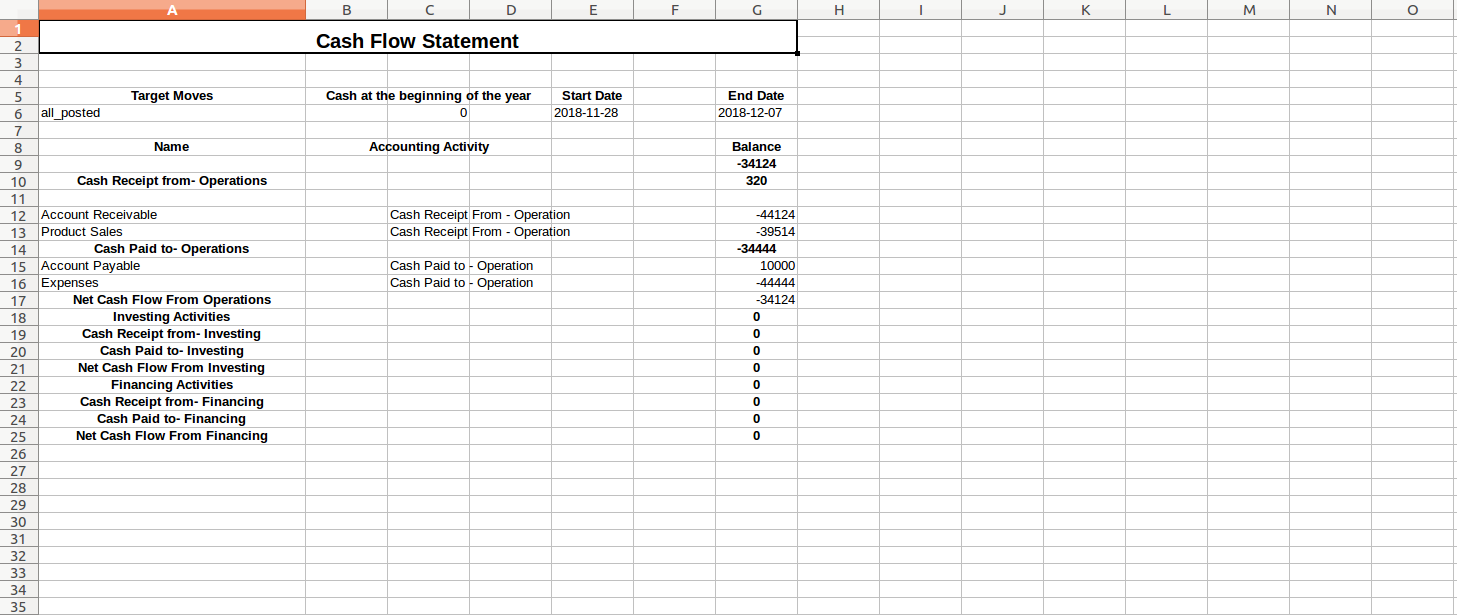 A B C D E F G H I J K L M N O
1
2 Cash Flow Statement
3
4
5 Target Moves Cash at the beginning of the year Start Date End Date
6 all_posted 0 2018-11-28 2018-12-07
7
8 Name Accounting Activity Balance
9 -34124
10 Cash Receipt from- Operations 320
11
12 Account Receivable Cash Receipt From - Operation -44124
13 Product Sales Cash Receipt From - Operation -39514
14 Cash Paid to- Operations -34444
15 Account Payable Cash Paid to - Operation 10000
16 Expenses Cash Paid to - Operation -44444
17 Net Cash Flow From Operations -34124
18 Investing Activities 0
19 Cash Receipt from- Investing 0
20 Cash Paid to- Investing 0
21 Net Cash Flow From Investing 0
22 Financing Activities 0
23 Cash Receipt from- Financing 0
24 Cash Paid to- Financing 0
25 Net Cash Flow From Financing 0
26
27
28
29
30
31
32
33
34
35